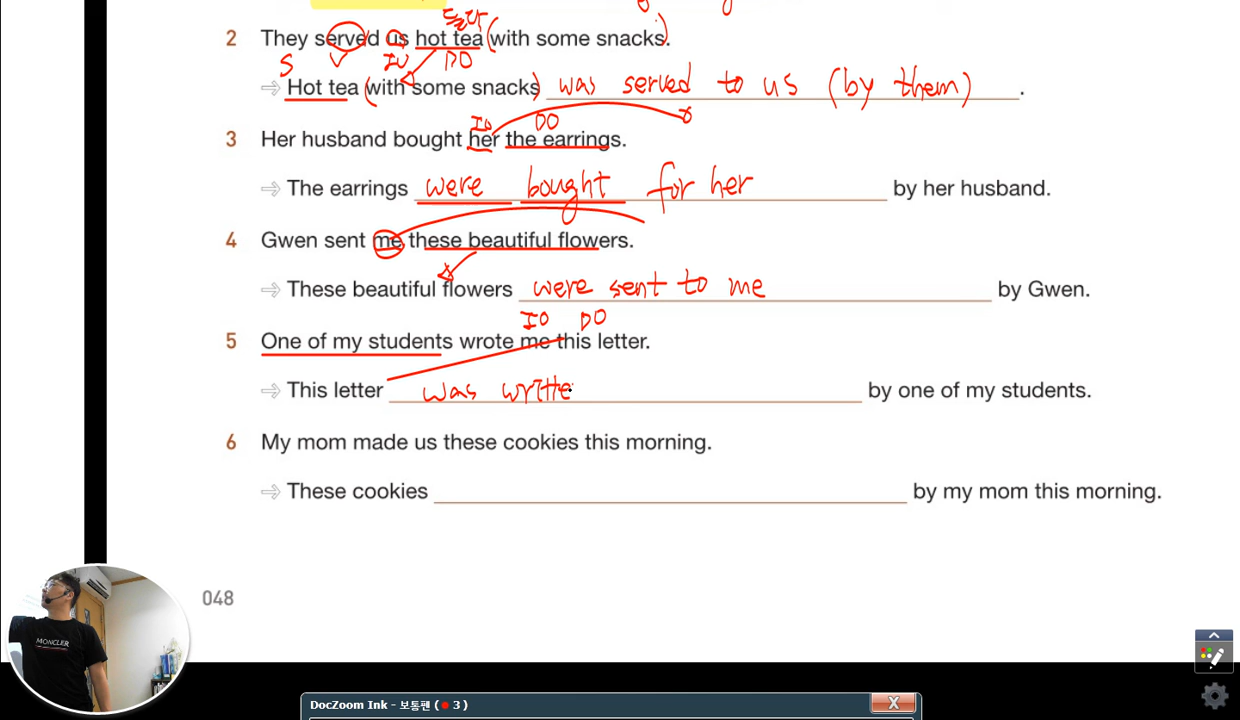 들다
2 They served us hot tea (with some snacks).
S V IO DO
⇨ Hot tea (with some snacks) was served to us (by them).
IO DO
3 Her husband bought her the earrings.
⇨ The earrings were bought for her by her husband.
4 Gwen sent me these beautiful flowers.
⇨ These beautiful flowers were sent to me by Gwen.
IO DO
5 One of my students wrote me this letter.
⇨ This letter was writte by one of my students.
6 My mom made us these cookies this morning.
⇨ These cookies by my mom this morning.
048
MONCLER
DocZoom Ink - 보통펜 ( 3 )
X